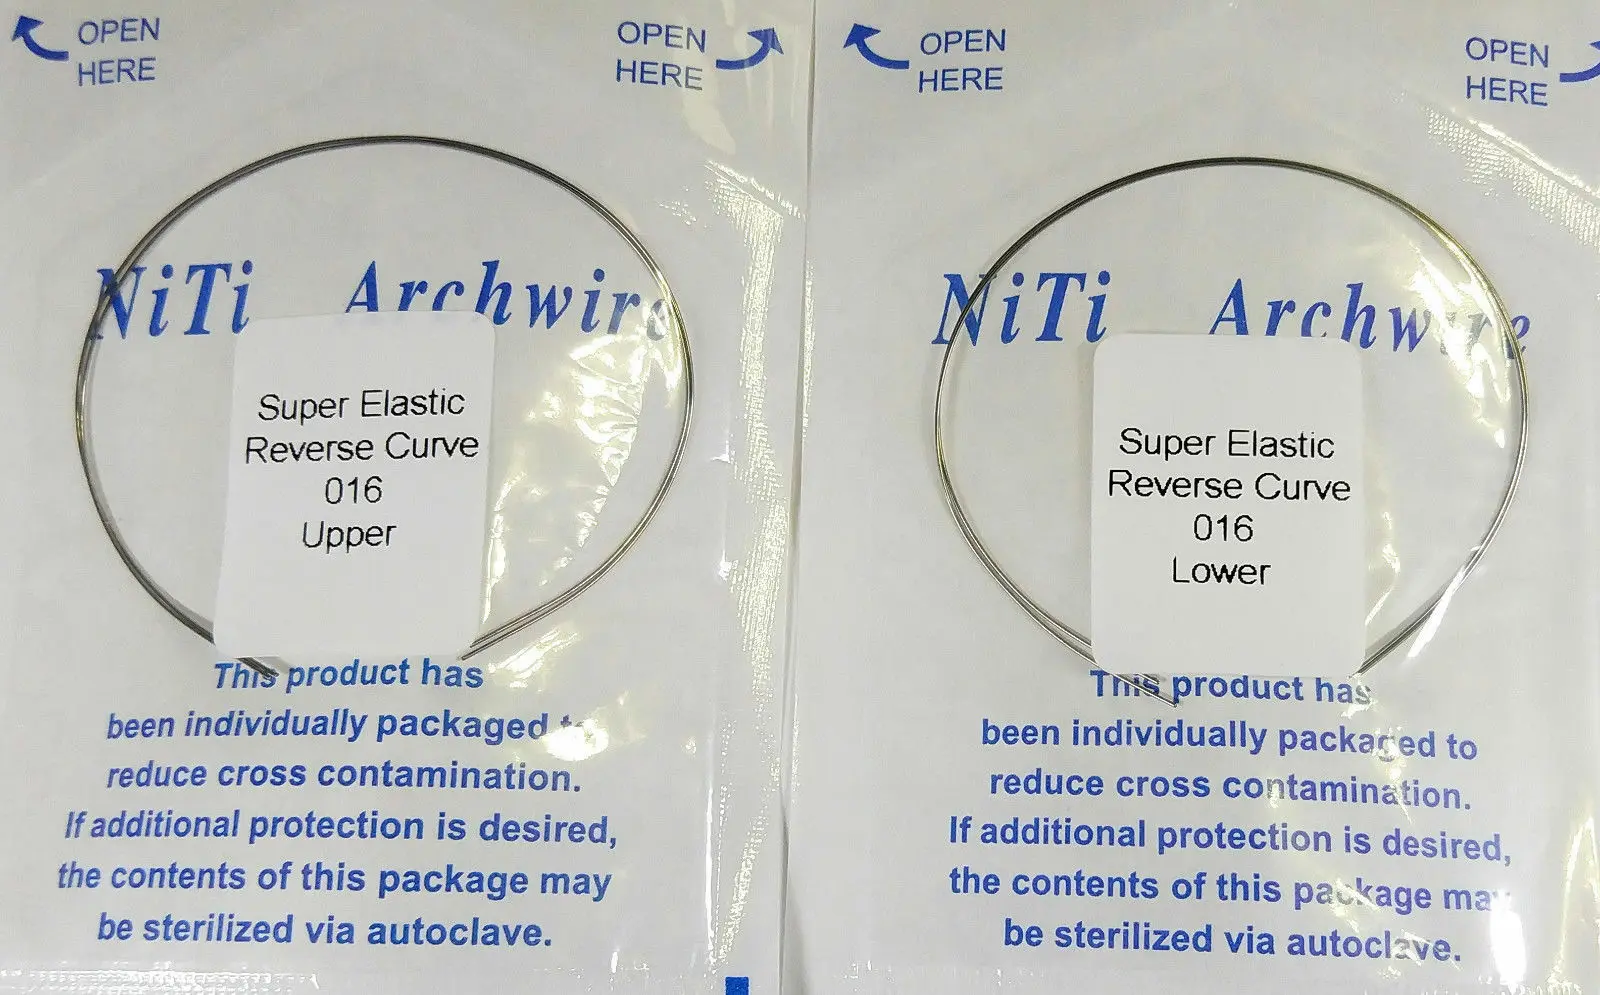 OPEN
HERE
OPEN
HERE
NiTi Archwire
Super Elastic
Reverse Curve
016
Upper
This product has
been individually packaged to
reduce cross contamination.
If additional protection is desired,
the contents of this package may
be sterilized via autoclave.
OPEN
HERE
OPEN
HERE
NiTi Archwire
Super Elastic
Reverse Curve
016
Lower
This product has
been individually packaged to
reduce cross contamination.
If additional protection is desired,
the contents of this package may
be sterilized via autoclave.